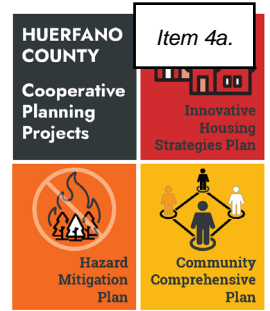 HUERFANO
COUNTY
Cooperative
Planning
Projects
Item 4a.
Innovative
Housing
Strategies Plan
Hazard
Mitigation
Plan
Community
Comprehensive
Plan